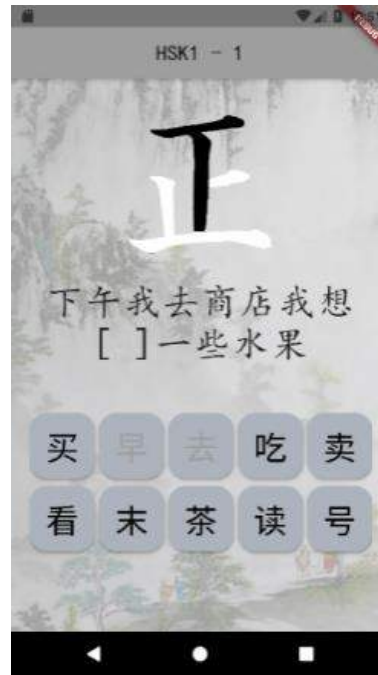 HSK1 - 1
正
下午我去商店我想
[ ]一些水果
买 早 去 吃 卖
看 末 茶 读 号